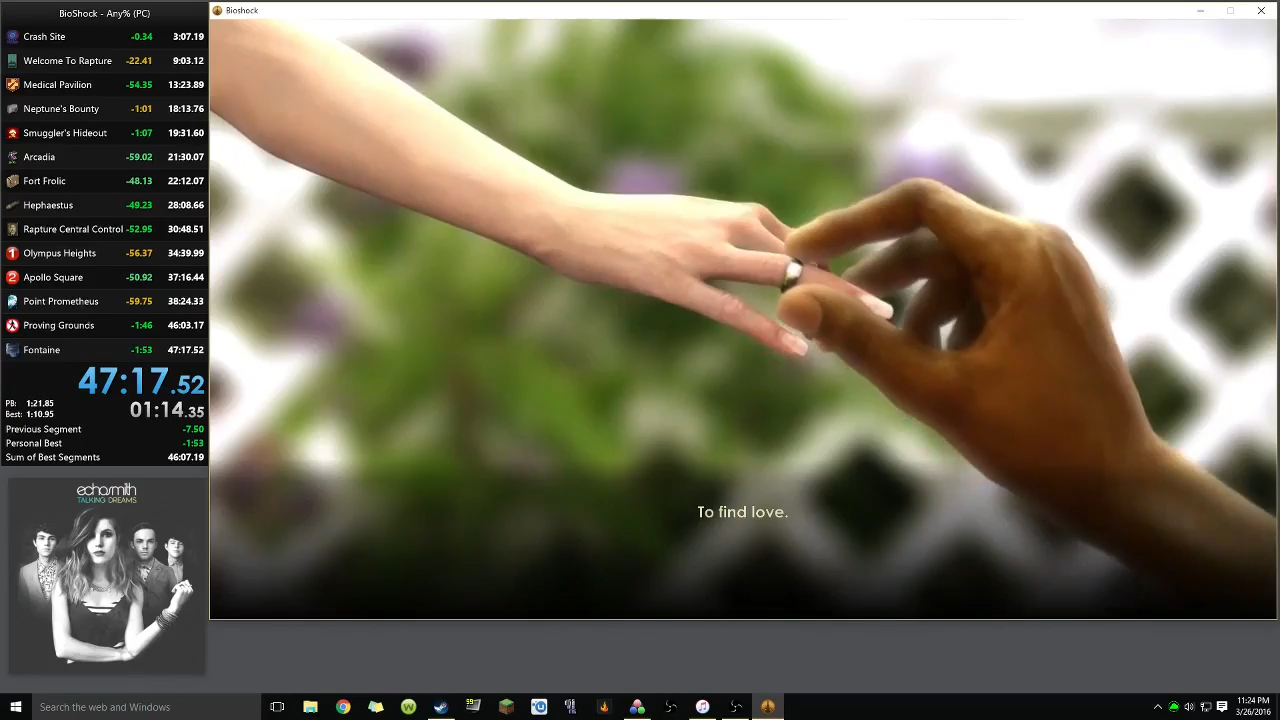 BioShock - Any% (PC)
Crash Site -0.34 3:07.19
Welcome To Rapture -22.41 9:03.12
Medical Pavilion -54.35 13:23.89
Neptune's Bounty -1:01 18:13.76
Smuggler's Hideout -1:07 19:31.60
Arcadia -59.02 21:30.07
Fort Frolic -48.13 22:12.07
Hephaestus -49.23 28:08.66
Rapture Central Control -52.95 30:48.51
Olympus Heights -56.37 34:39.99
Apollo Square -50.92 37:16.44
Point Prometheus -59.75 38:24.33
Proving Grounds -1:46 46:03.17
Fontaine -1:53 47:17.52
47:17.52
PB: 1:21.85
Best: 1:10.95
01:14.35
Previous Segment -7.50
Personal Best -1:53
Sum of Best Segments 46:07.19
echosmith
TALKING DREAMS
Bioshock
To find love.
Search the web and Windows
11:24 PM
3/26/2016